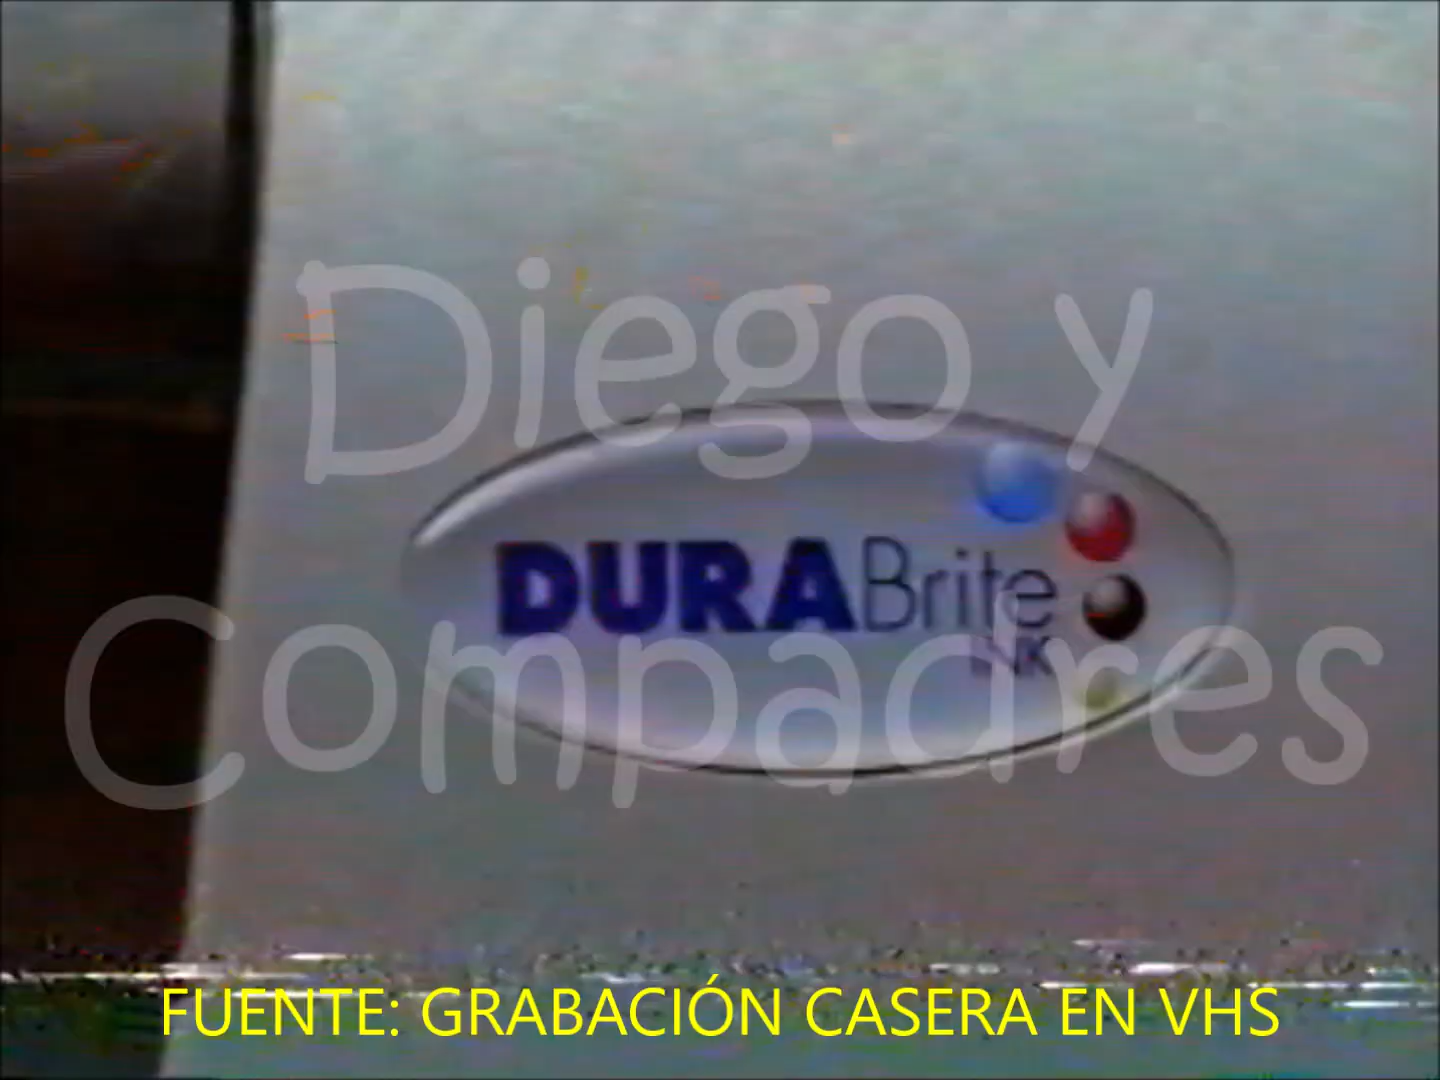 Diego y
DURABrite
INK
Compadres
FUENTE: GRABACIÓN CASERA EN VHS